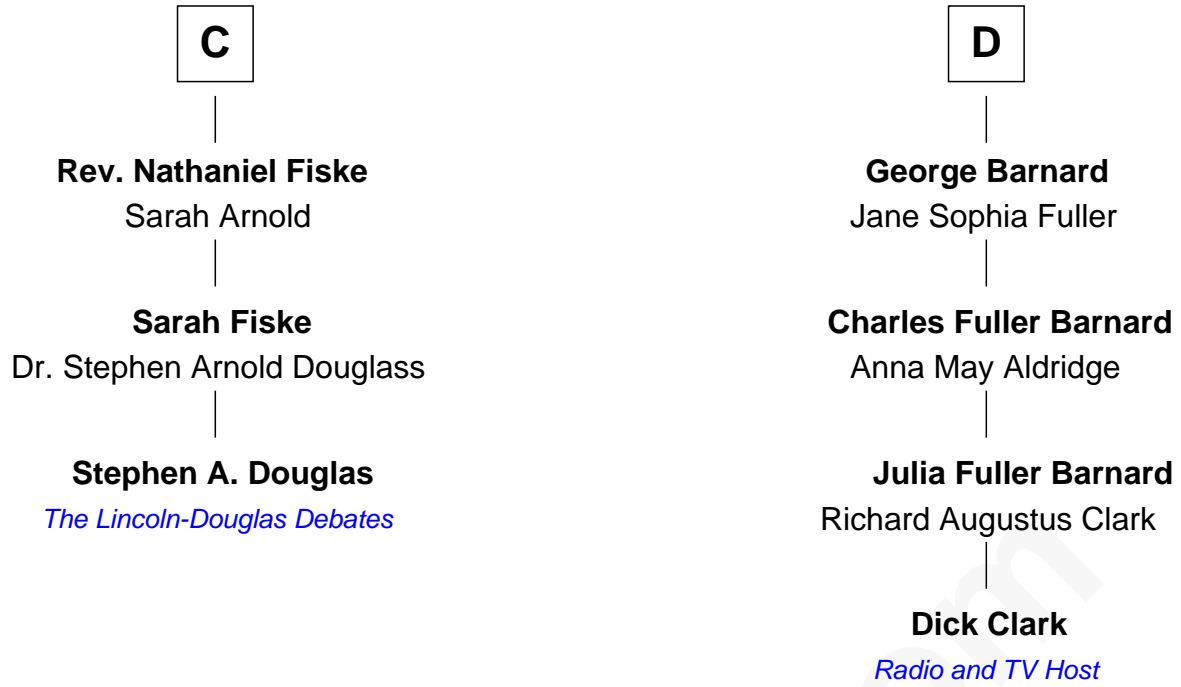 C
Rev. Nathaniel Fiske
Sarah Arnold
Sarah Fiske
Dr. Stephen Arnold Douglass
Stephen A. Douglas
The Lincoln-Douglas Debates
D
George Barnard
Jane Sophia Fuller
Charles Fuller Barnard
Anna May Aldridge
Julia Fuller Barnard
Richard Augustus Clark
Dick Clark
Radio and TV Host